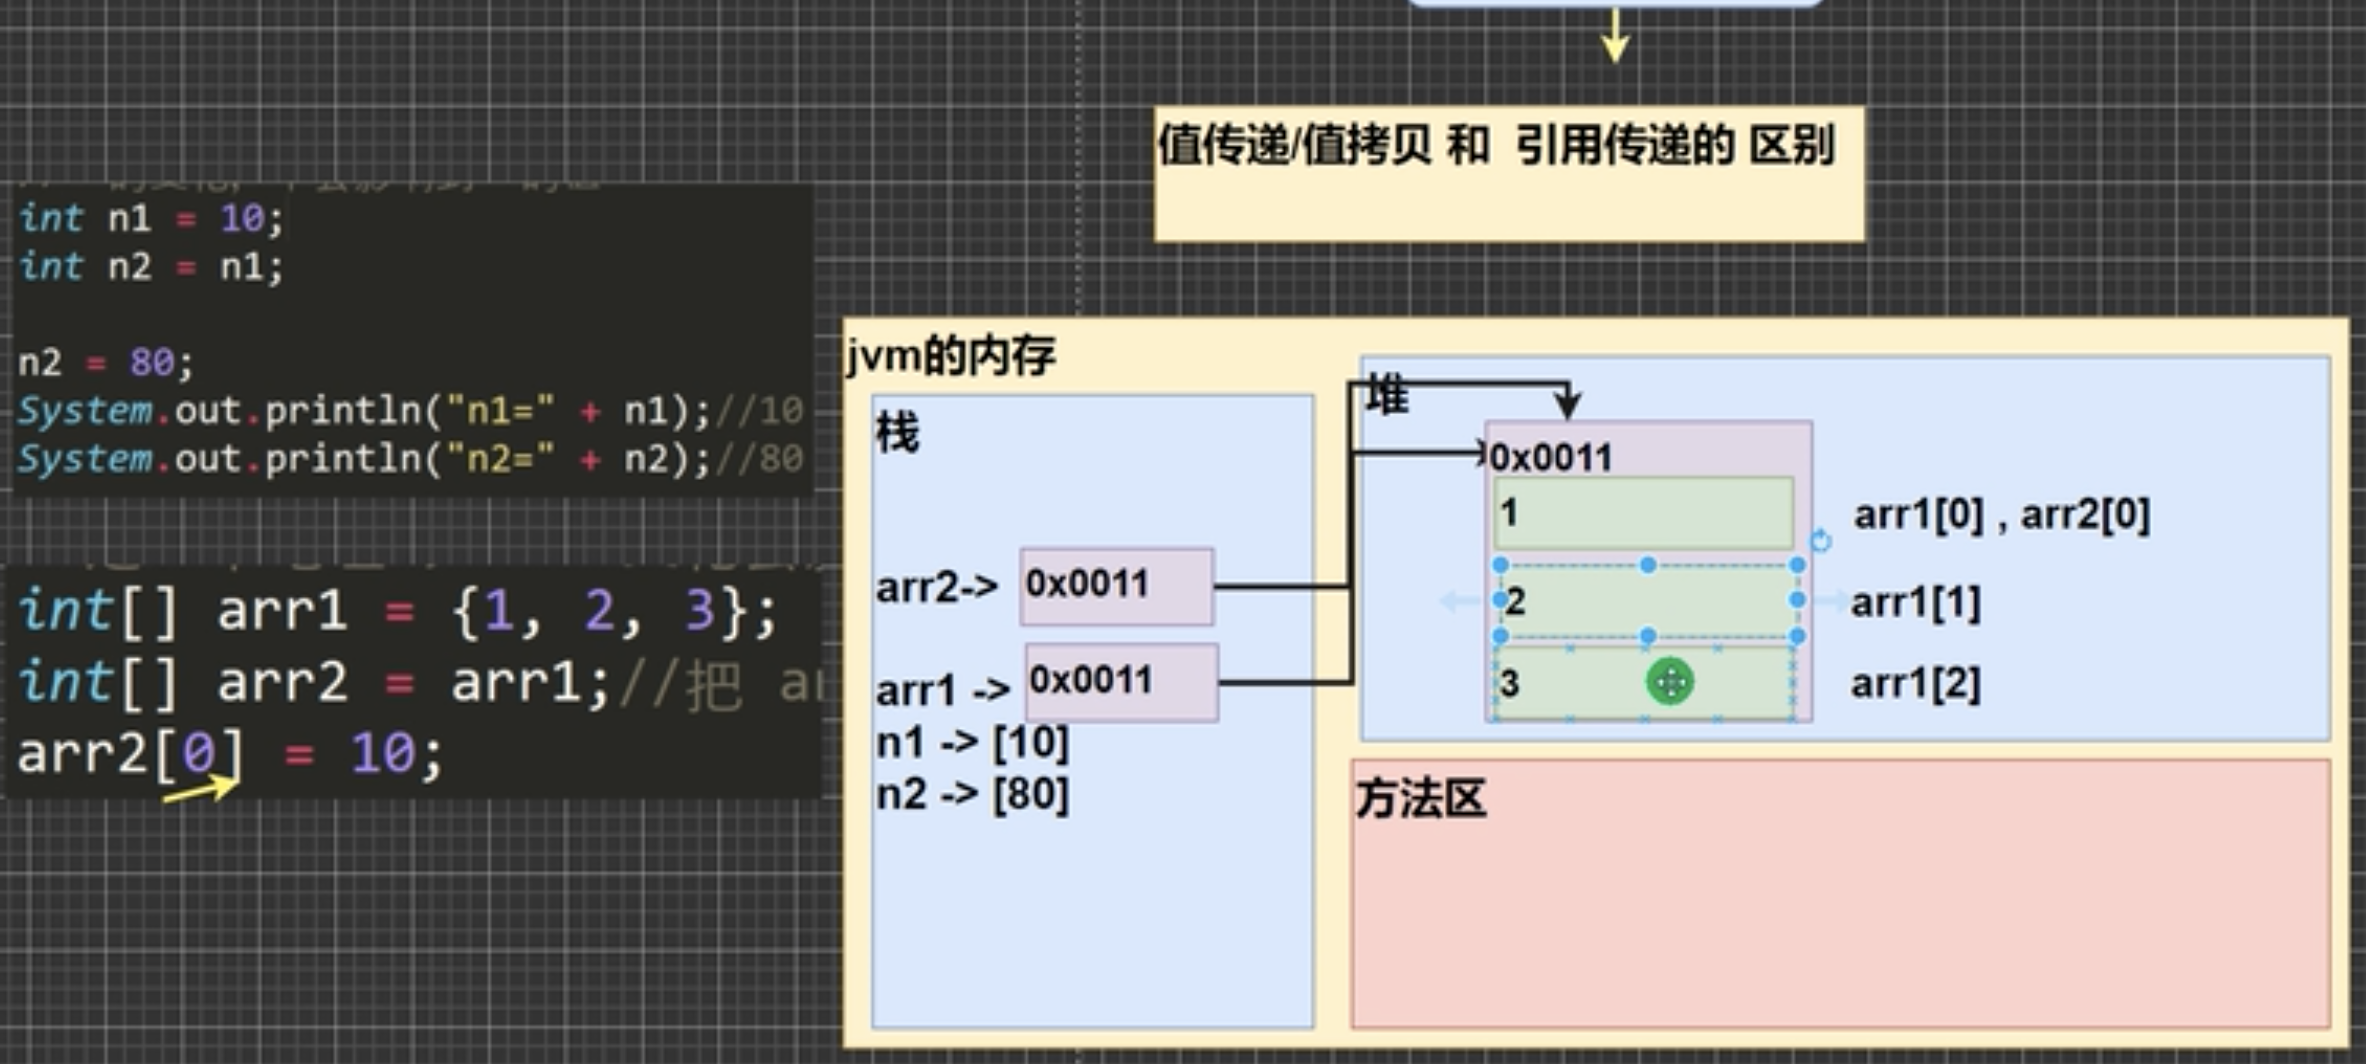 值传递/值拷贝 和 引用传递的 区别
int n1 = 10;
int n2 = n1;
n2 = 80;
System.out.println("n1=" + n1);//10
System.out.println("n2=" + n2);//80
int[] arr1 = {1, 2, 3};
int[] arr2 = arr1;//把
arr2[0] = 10;
jvm的内存
栈
arr2-> 0x0011
arr1 -> 0x0011
n1 -> [10]
n2 -> [80]
堆
0x0011
1 arr1[0] , arr2[0]
2 arr1[1]
3 arr1[2]
方法区